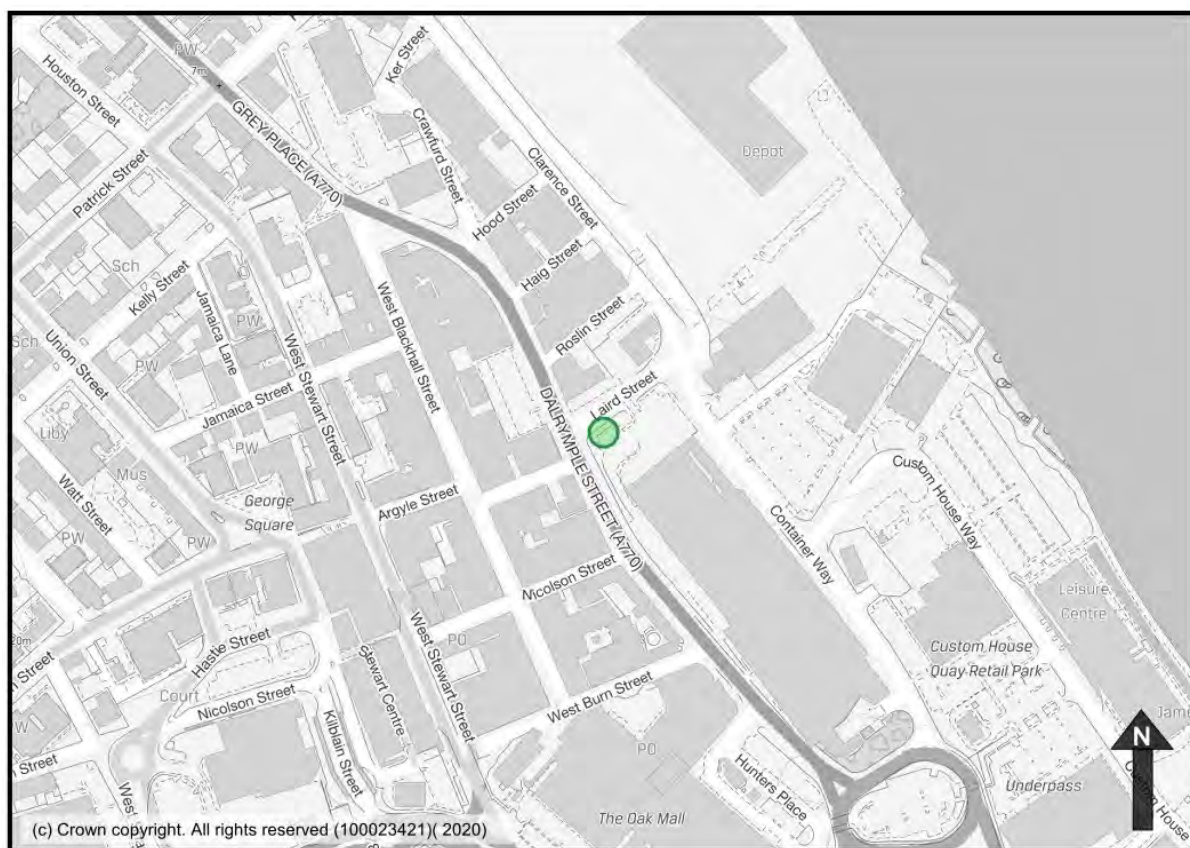 PW
7m
Houston Street
GREY PLACE (A770)
Ker Street
Crawfurd Street
Clarence Street
Depot
Patrick Street
Hood Street
Sch
Kelly Street
Haig Street
Jamaica Lane
PW
West Blackhall Street
Roslin Street
Sch
Union Street
PW
West Stewart Street
Jamaica Street
Laird Street
DALRYMPLE STREET (A770)
Liby
PW
Mus
George
Square
Argyle Street
Custom House Way
Watt Street
PW
PW
Container Way
Nicolson Street
Leisure
Centre
20m
Hastie Street
PO
Custom House
Quay Retail Park
Court
Nicolson Street
Stewart Centre
West Stewart Street
West Burn Street
Kilblain Street
PO
Hunters Place
Underpass
Custom House
The Oak Mall
N
(c) Crown copyright. All rights reserved (100023421)( 2020)